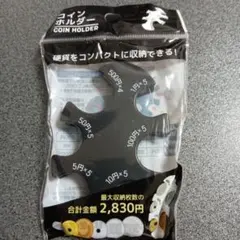 コイン
ホルダー
COIN HOLDER
硬貨をコンパクトに収納できる!
500円×4
1円×5
50円×5
100円×5
5円×5
10円×5
最大収納枚数の
合計金額 2,830円